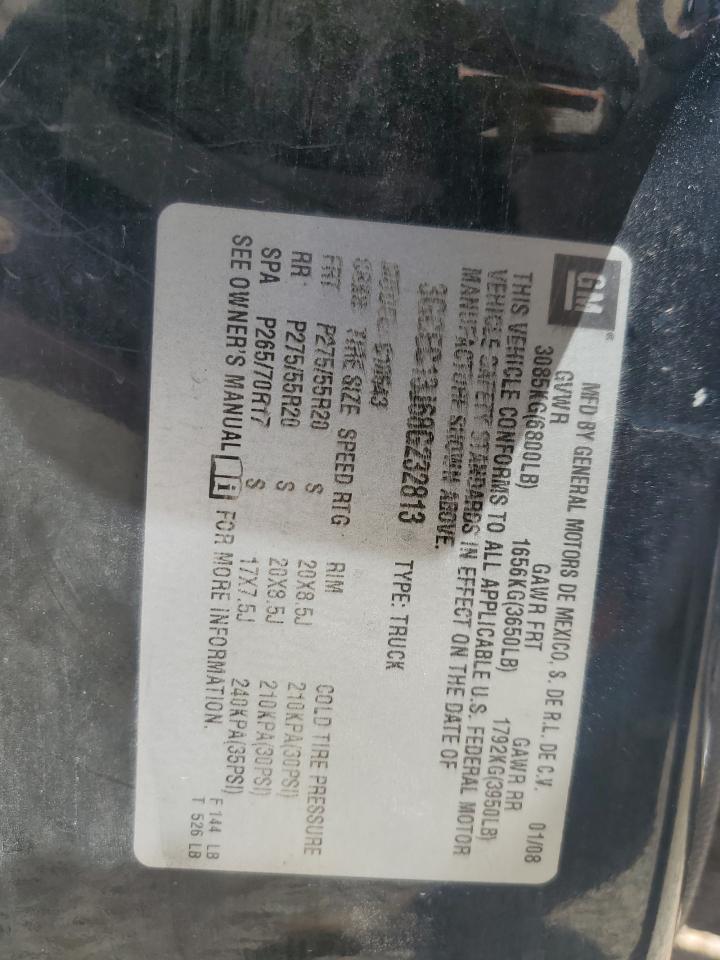 GM®
MFD BY GENERAL MOTORS DE MEXICO, S. DE R.L. DE C.V.
01/08
GVWR GAWR FRT GAWR RR
3085KG(6800LB) 1656KG(3650LB) 1792KG(3950LB)
THIS VEHICLE CONFORMS TO ALL APPLICABLE U.S. FEDERAL MOTOR
VEHICLE SAFETY STANDARDS IN EFFECT ON THE DATE OF
MANUFACTURE SHOWN ABOVE.
TYPE: TRUCK
TIRE SIZE SPEED RTG RIM COLD TIRE PRESSURE
FRT P275/55R20 S 20X8.5J 210KPA(30PSI)
RR P275/55R20 S 20X8.5J 210KPA(30PSI)
SPA P265/70R17 S 17X7.5J 240KPA(35PSI)
SEE OWNER'S MANUAL FOR MORE INFORMATION.
F 144 LB
T 526 LB